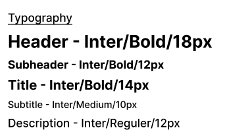 Typography
Header - Inter/Bold/18px
Subheader - Inter/Bold/12px
Title - Inter/Bold/14px
Subtitle - Inter/Medium/10px
Description - Inter/Reguler/12px